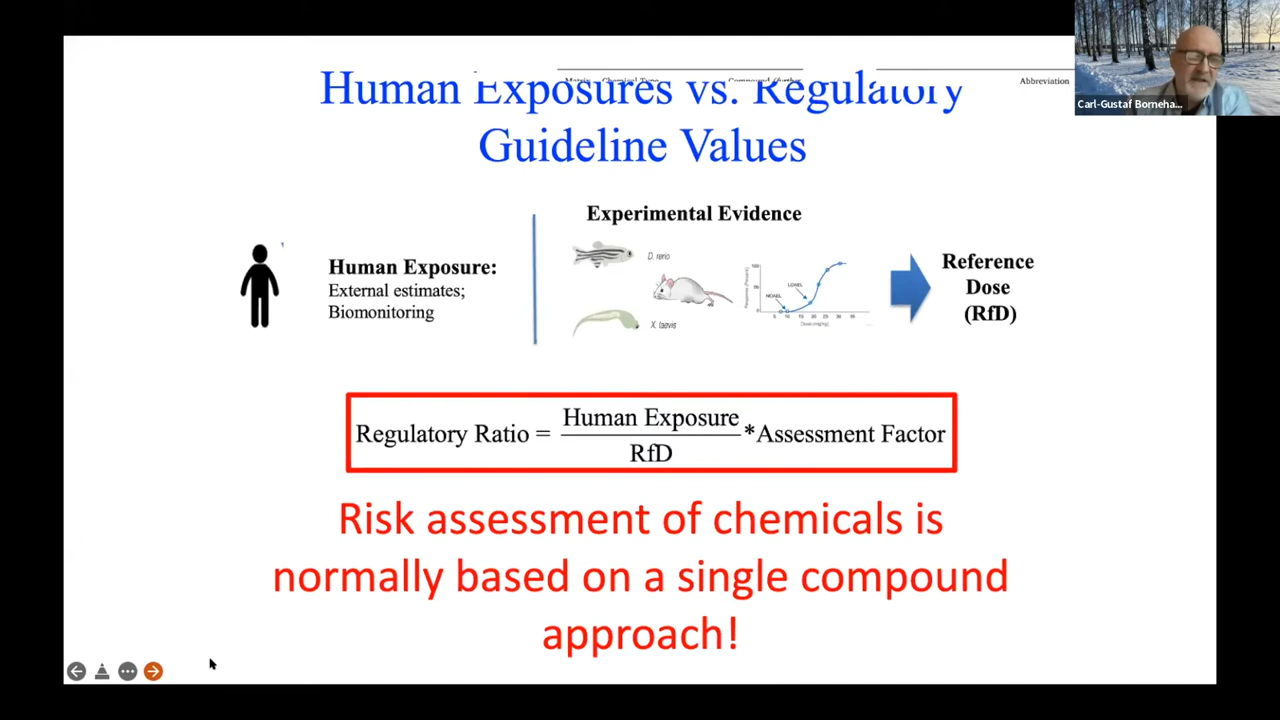 Human Exposures vs. Regulatory
Guideline Values
Abbreviation
Carl-Gustaf Borneha...
Experimental Evidence
Human Exposure:
External estimates;
Biomonitoring
D. rerio
X. laevis
NOAEL
LOAEL
Reference
Dose
(RfD)
Regulatory Ratio = Human Exposure
RfD
*Assessment Factor
Risk assessment of chemicals is
normally based on a single compound
approach!